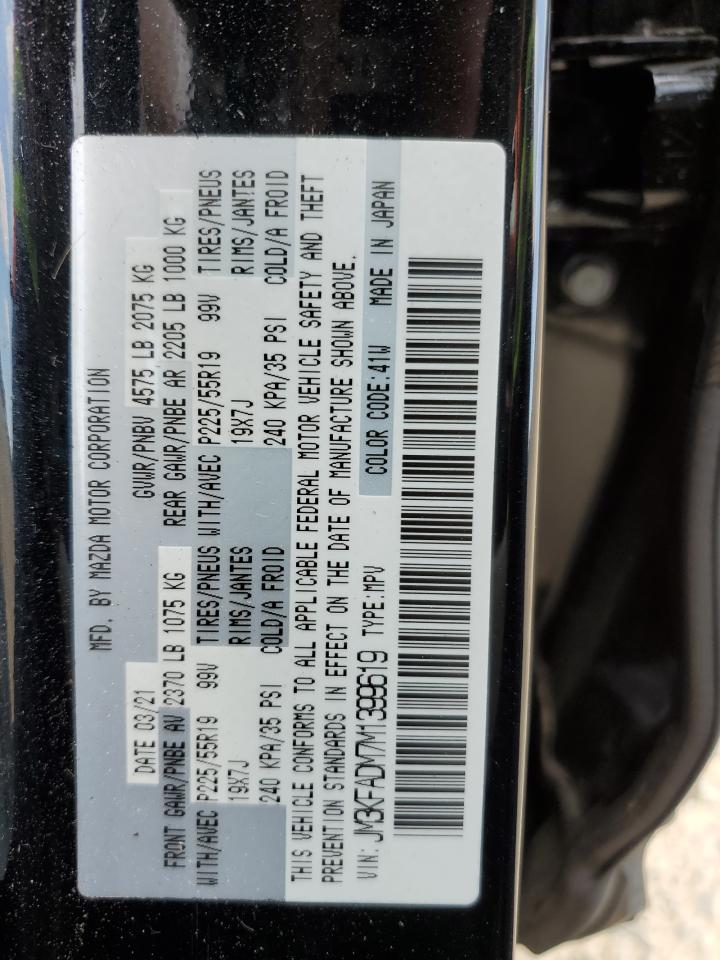 MFD. BY MAZDA MOTOR CORPORATION
DATE 03/21 GVWR/PNBV 4575 LB 2075 KG
FRONT GAWR/PNBE AV 2370 LB 1075 KG REAR GAWR/PNBE AR 2205 LB 1000 KG
WITH/AVEC P225/55R19 99V TIRES/PNEUS WITH/AVEC P225/55R19 99V TIRES/PNEUS
19X7J RIMS/JANTES 19X7J RIMS/JANTES
240 KPA/35 PSI COLD/A FROID 240 KPA/35 PSI COLD/A FROID
THIS VEHICLE CONFORMS TO ALL APPLICABLE FEDERAL MOTOR VEHICLE SAFETY AND THEFT
PREVENTION STANDARDS IN EFFECT ON THE DATE OF MANUFACTURE SHOWN ABOVE.
VIN: JM3KFADM7M1399619 TYPE:MPV COLOR CODE:41W MADE IN JAPAN